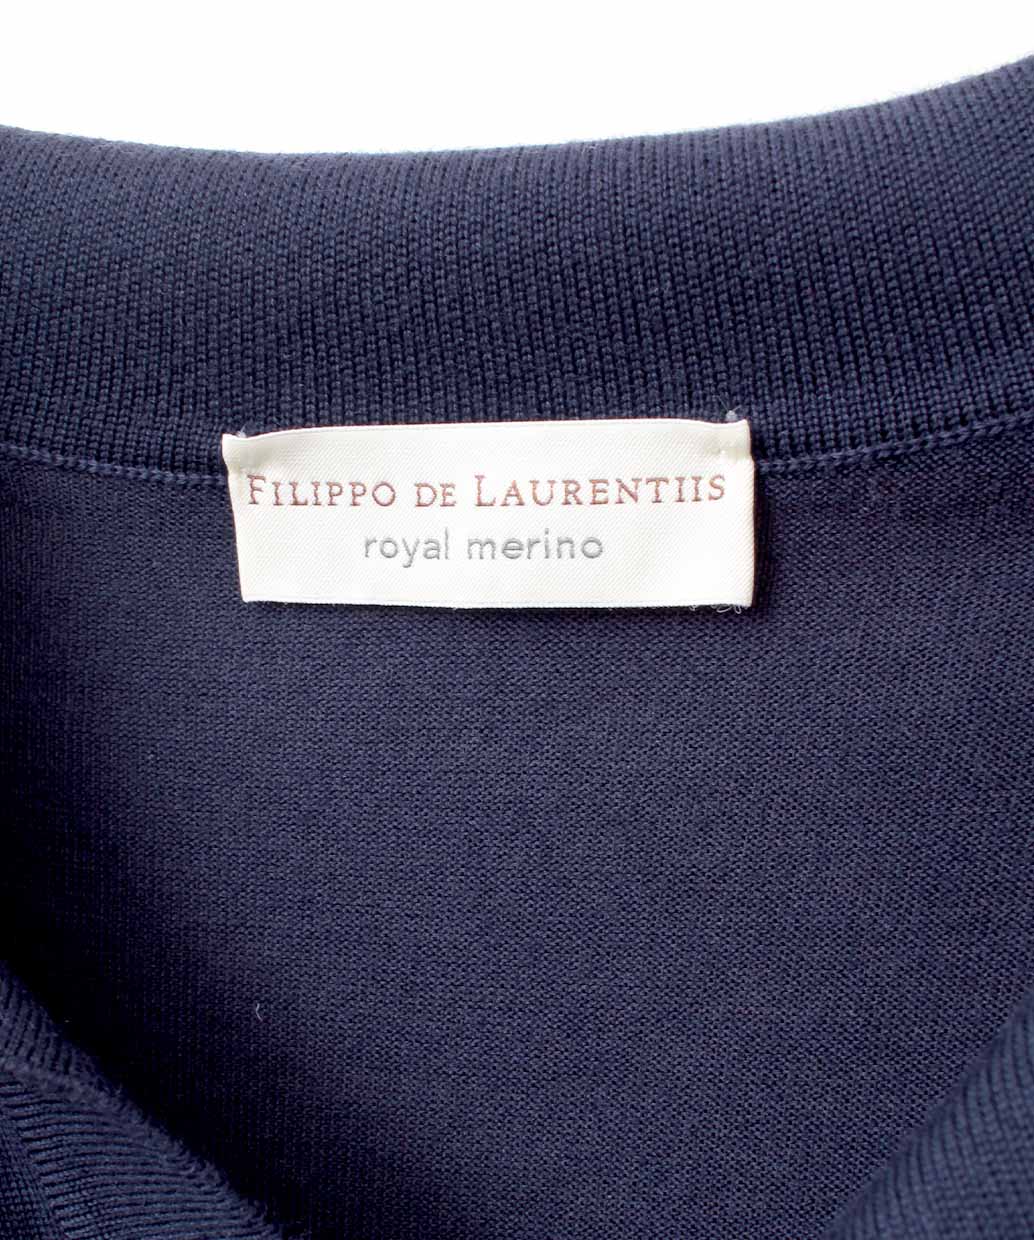 FILIPPO DE LAURENTIIS
royal merino